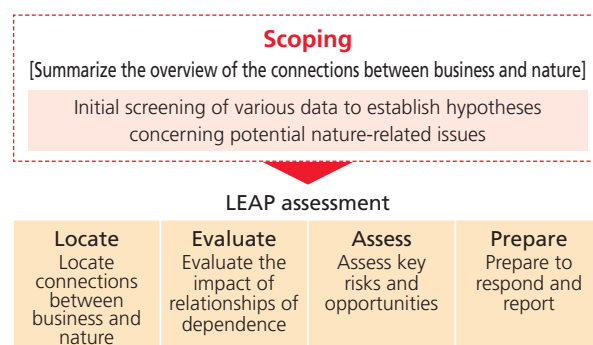 Scoping
[Summarize the overview of the connections between business and nature]
Initial screening of various data to establish hypotheses
concerning potential nature-related issues
LEAP assessment
Locate
Locate
connections
between
business and
nature
Evaluate
Evaluate the
impact of
relationships of
dependence
Assess
Assess key
risks and
opportunities
Prepare
Prepare to
respond and
report